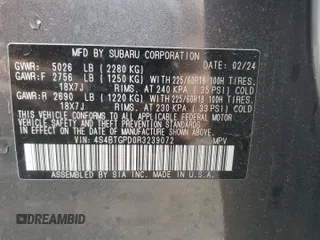 MFD BY SUBARU CORPORATION
GVWR: 5026 LB (2280 KG) 02/24
GAWR:F 2756 LB (1250 KG) WITH 225/60R18 100H TIRES.
18X7J RIMS. AT 240 KPA (35 PSI) COLD
GAWR:R 2690 LB (1220 KG) WITH 225/60R18 100H TIRES.
18X7J RIMS. AT 230 KPA (33 PSI) COLD
THIS VEHICLE CONFORMS TO ALL APPLICABLE
FEDERAL MOTOR VEHICLE SAFETY, BUMPER,
AND THEFT PREVENTION STANDARDS IN
EFFECT ON THE DATE OF MANUFACTURE
SHOWN ABOVE.
VIN: 4S4BTGPD0R3239072 MPV
ASSEMBLED BY SIA INC. IN U.S.A.
©DREAMBID